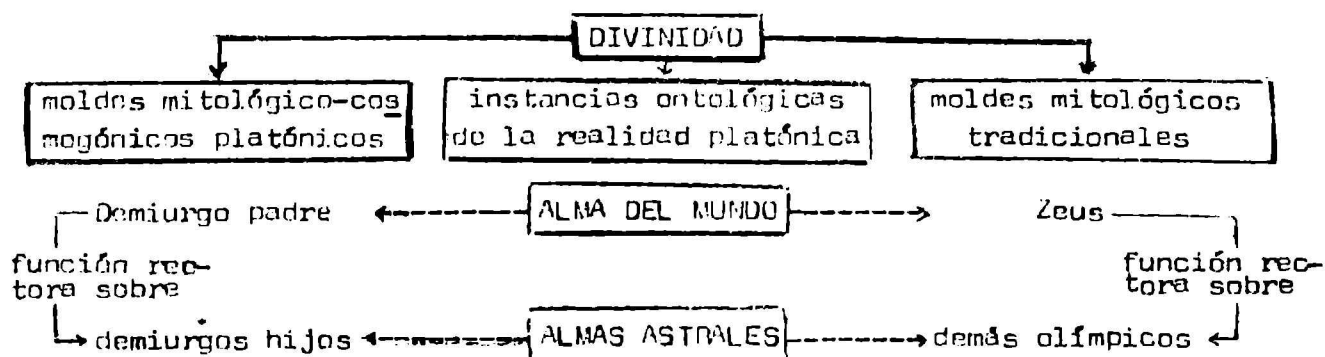 DIVINIDAD
moldes mitológico-cos
mogónicos platónicos
instancias ontológicas
de la realidad platónica
moldes mitológicos
tradicionales
Demiurgo padre
ALMA DEL MUNDO
Zeus
función rec-
tora sobre
función rec-
tora sobre
demiurgos hijos
ALMAS ASTRALES
demás olímpicos